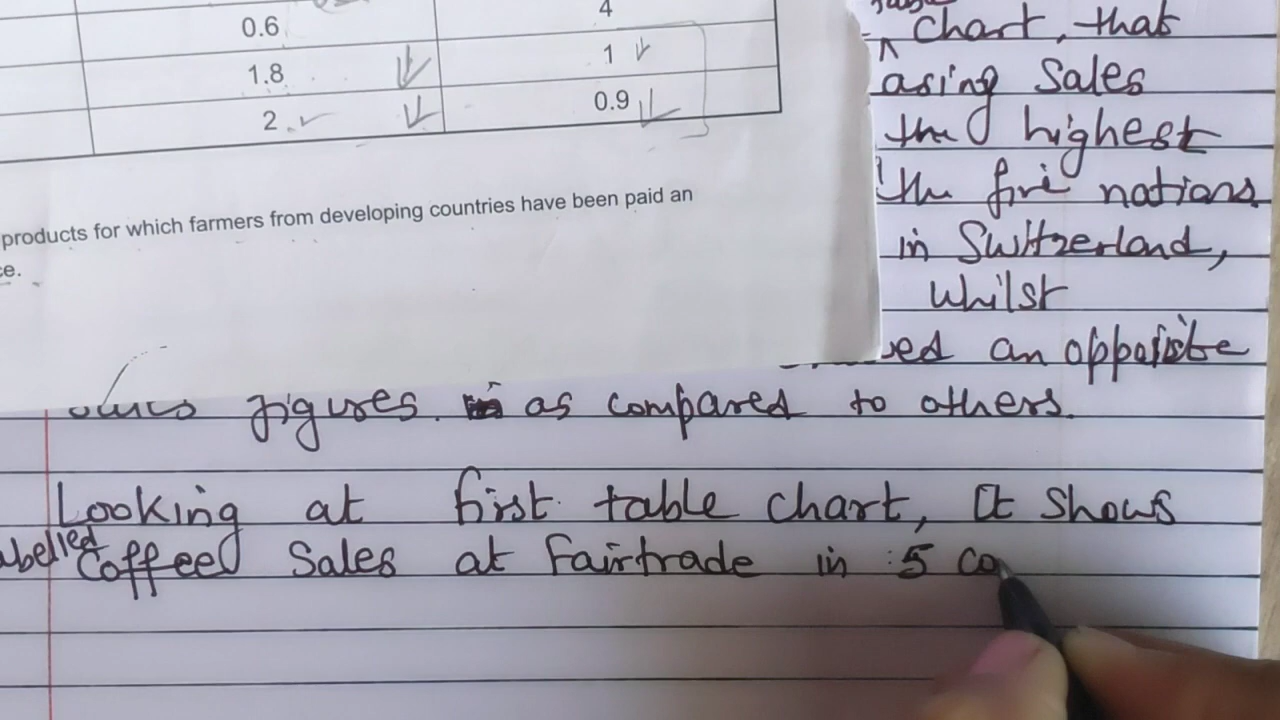 0.6 4
1.8 1
2 0.9
products for which farmers from developing countries have been paid an
ce.
chart, that
asing Sales
the highest
the five nations
in Switzerland,
whilst
an opposite
figures. as compared to others.
Looking at first table chart, It shows
abelled
Coffee Sales at Fairtrade in 5 co